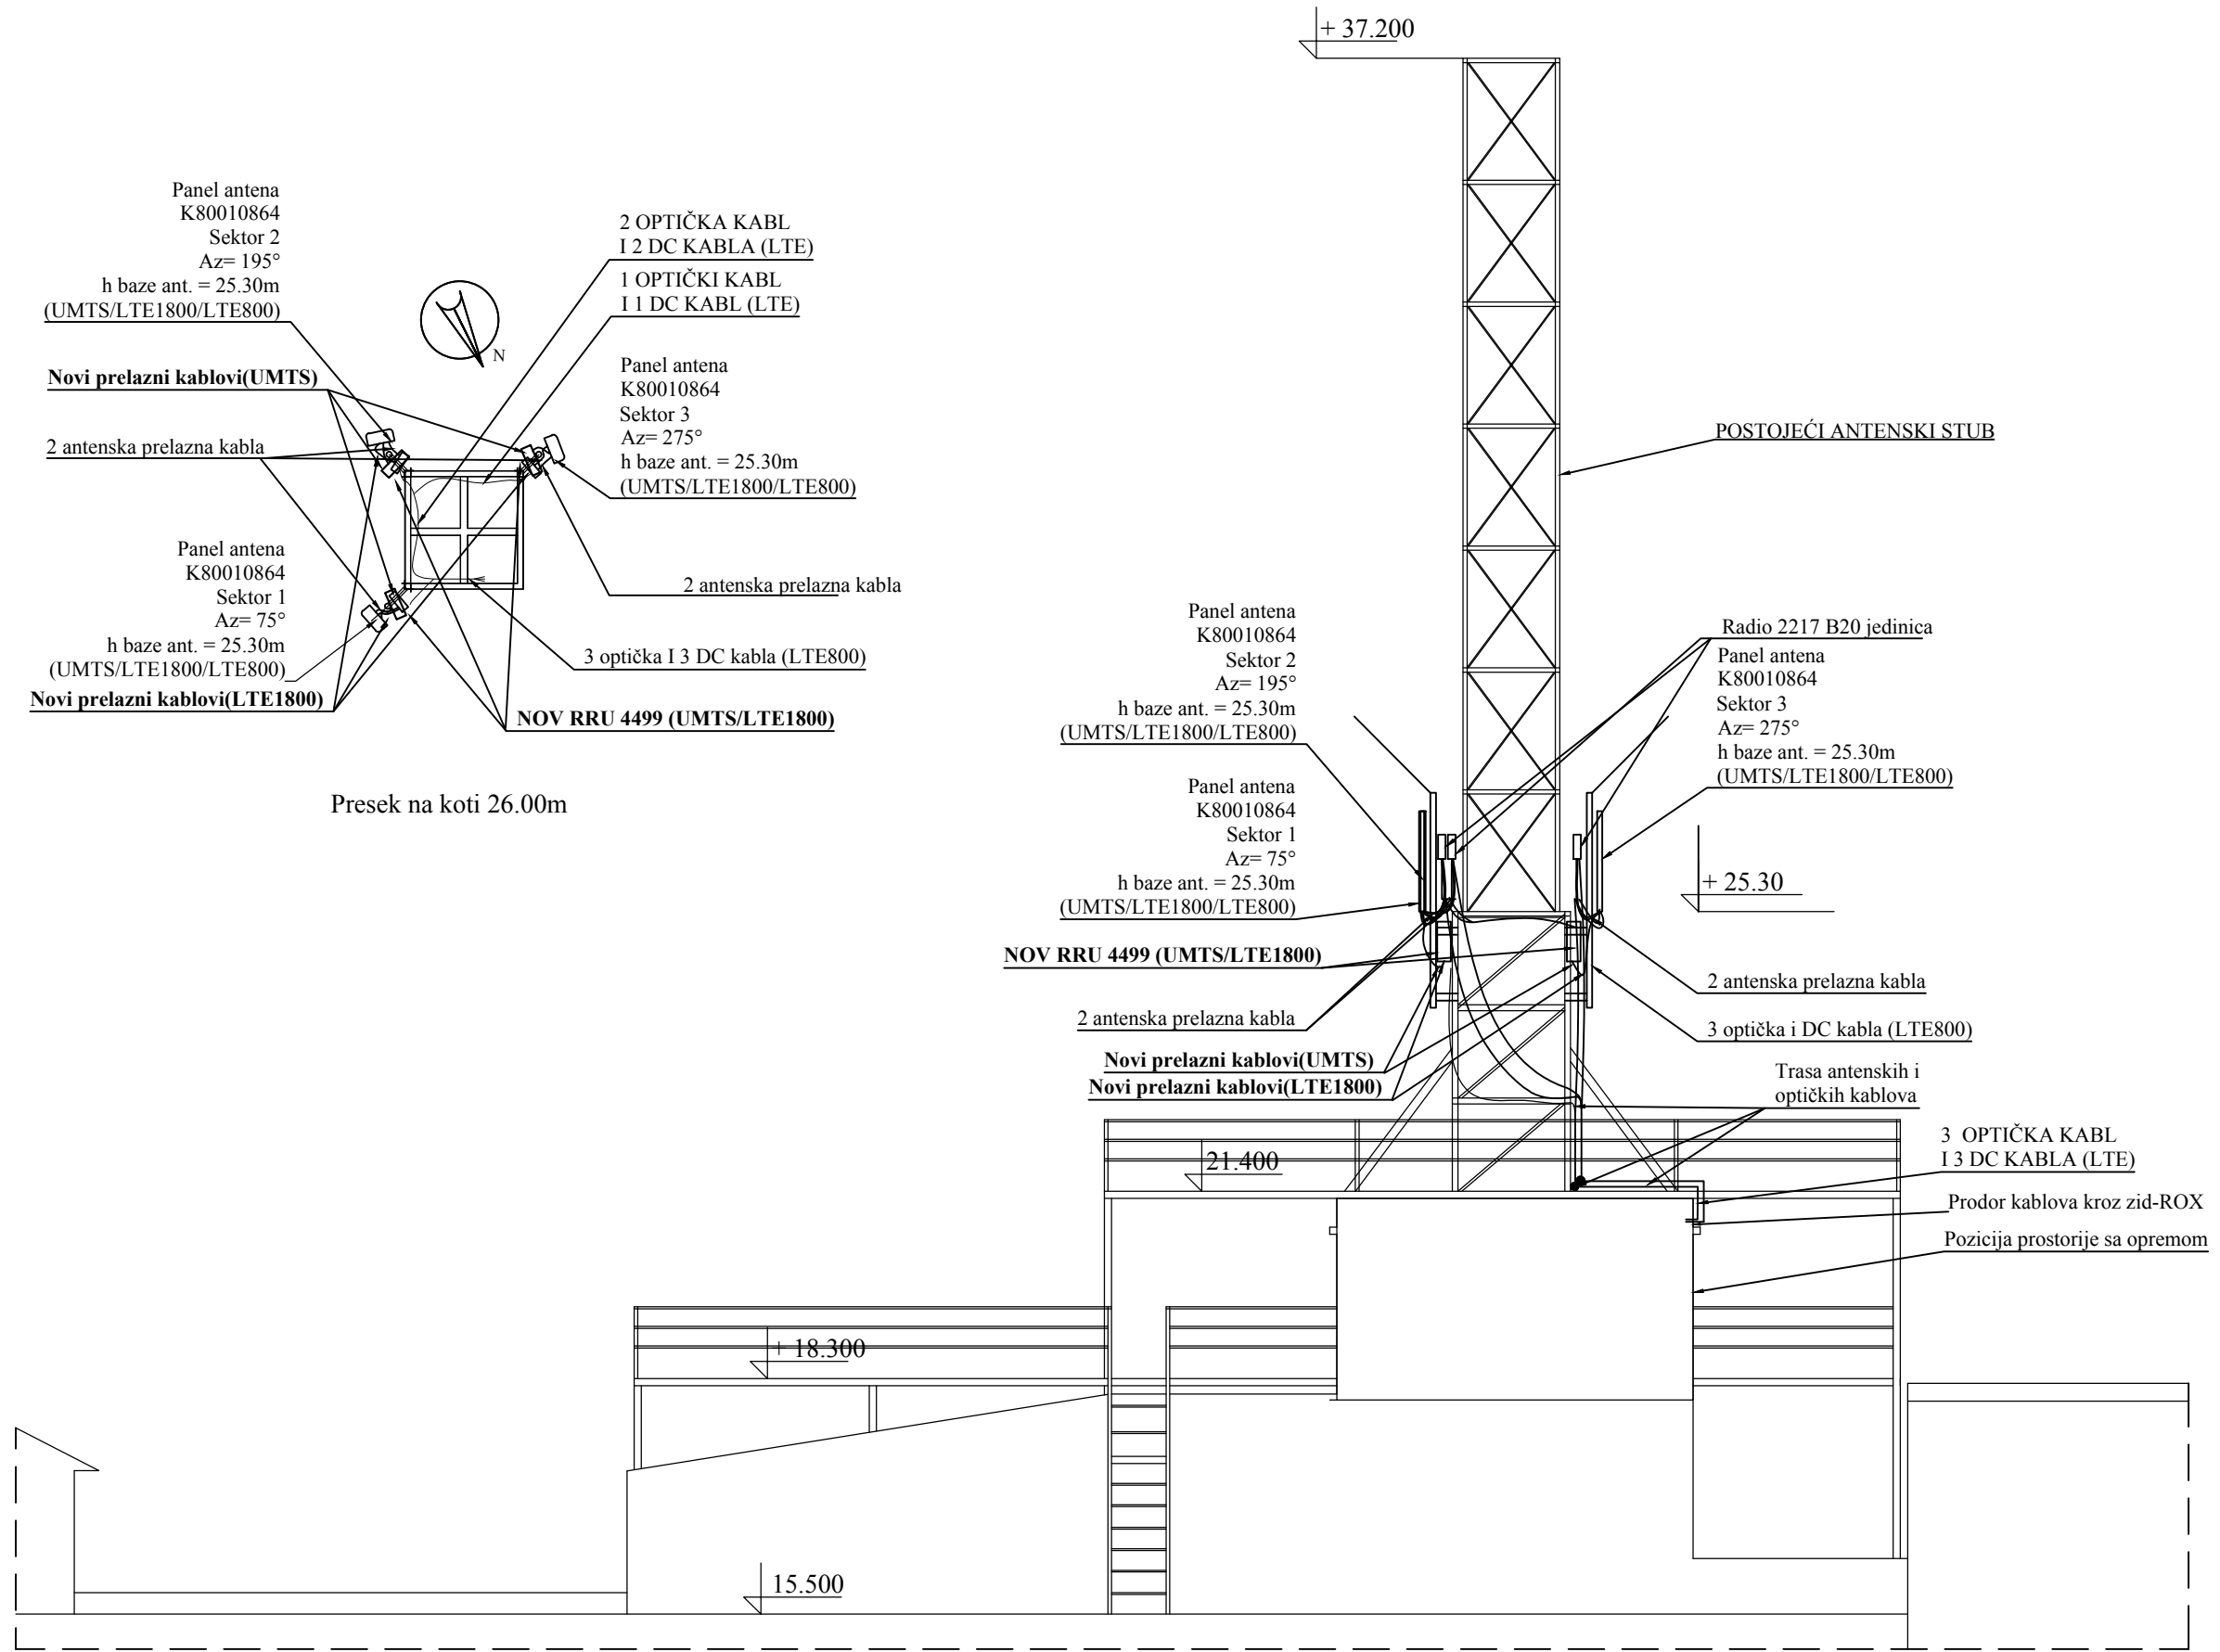 + 37.200
Panel antena
K80010864
Sektor 2
Az= 195°
h baze ant. = 25.30m
(UMTS/LTE1800/LTE800)
2 OPTIČKA KABL
I 2 DC KABLA (LTE)
1 OPTIČKI KABL
I 1 DC KABL (LTE)
N
Novi prelazni kablovi(UMTS)
Panel antena
K80010864
Sektor 3
Az= 275°
h baze ant. = 25.30m
(UMTS/LTE1800/LTE800)
2 antenska prelazna kabla
Panel antena
K80010864
Sektor 1
Az= 75°
h baze ant. = 25.30m
(UMTS/LTE1800/LTE800)
Novi prelazni kablovi(LTE1800)
2 antenska prelazna kabla
3 optička I 3 DC kabla (LTE800)
NOV RRU 4499 (UMTS/LTE1800)
Presek na koti 26.00m
POSTOJEĆI ANTENSKI STUB
Panel antena
K80010864
Sektor 2
Az= 195°
h baze ant. = 25.30m
(UMTS/LTE1800/LTE800)
Radio 2217 B20 jedinica
Panel antena
K80010864
Sektor 3
Az= 275°
h baze ant. = 25.30m
(UMTS/LTE1800/LTE800)
Panel antena
K80010864
Sektor 1
Az= 75°
h baze ant. = 25.30m
(UMTS/LTE1800/LTE800)
+ 25.30
NOV RRU 4499 (UMTS/LTE1800)
2 antenska prelazna kabla
2 antenska prelazna kabla
3 optička i DC kabla (LTE800)
Novi prelazni kablovi(UMTS)
Novi prelazni kablovi(LTE1800)
Trasa antenskih i
optičkih kablova
21.400
3 OPTIČKA KABL
I 3 DC KABLA (LTE)
Prodor kablova kroz zid-ROX
Pozicija prostorije sa opremom
+ 18.300
15.500